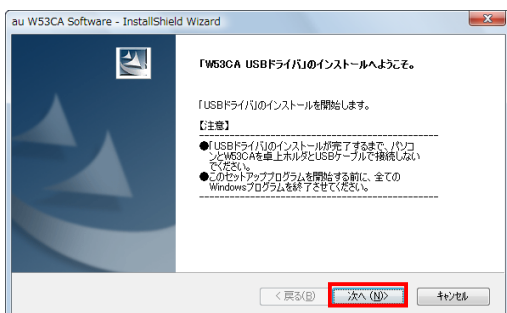 au W53CA Software - InstallShield Wizard
「W53CA USBドライバ」のインストールへようこそ。
「USBドライバ」のインストールを開始します。
【注意】
●「USBドライバ」のインストールが完了するまで、パソコ
ンとW53CAを卓上ホルダとUSBケーブルで接続しない
でください。
●このセットアッププログラムを開始する前に、全ての
Windowsプログラムを終了させてください。
< 戻る(B)
次へ (N)>
キャンセル